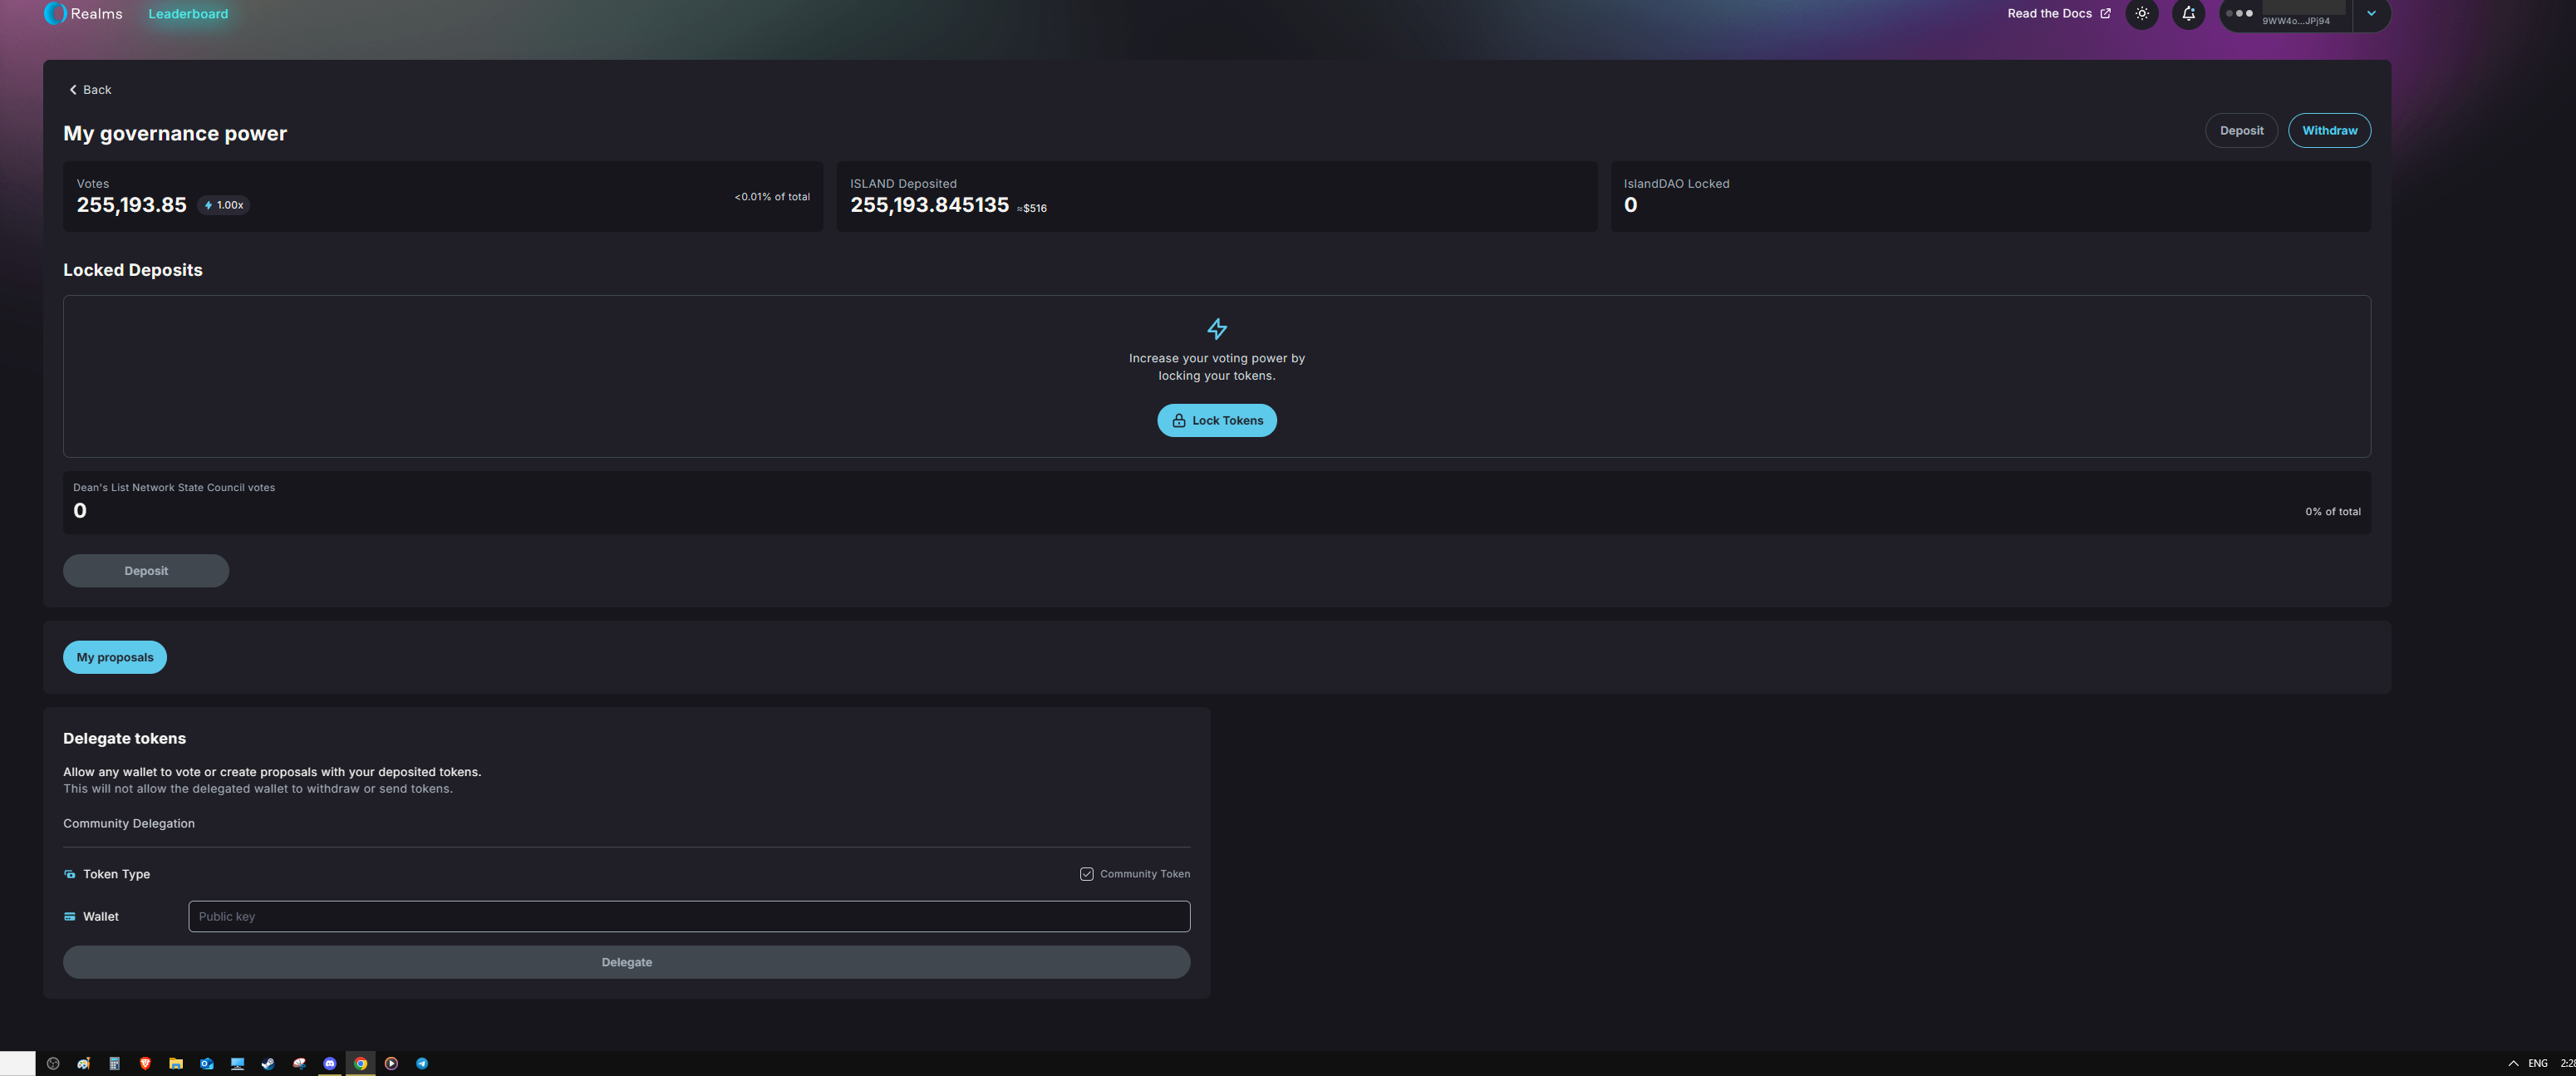 Realms
Leaderboard
Read the Docs
9WW4o...JPj94
Back
My governance power
Deposit
Withdraw
Votes
255,193.85
1.00x
<0.01% of total
ISLAND Deposited
255,193.845135 ≈$516
IslandDAO Locked
0
Locked Deposits
Increase your voting power by
locking your tokens.
Lock Tokens
Dean's List Network State Council votes
0
0% of total
Deposit
My proposals
Delegate tokens
Allow any wallet to vote or create proposals with your deposited tokens.
This will not allow the delegated wallet to withdraw or send tokens.
Community Delegation
Token Type
Community Token
Wallet
Public key
Delegate
ENG